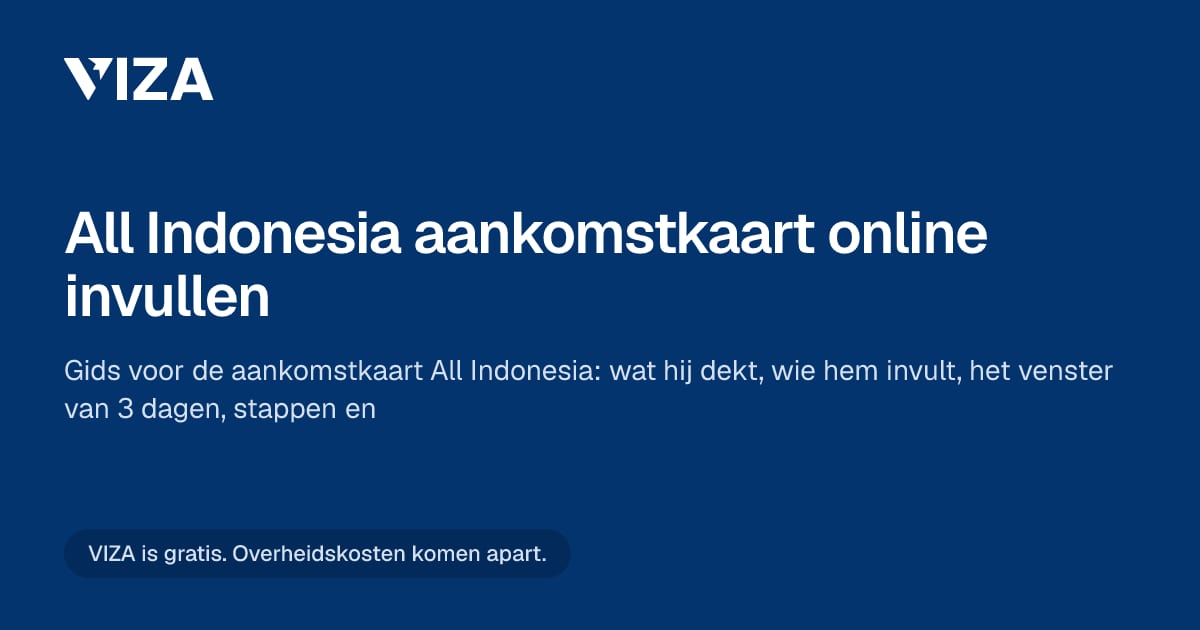 VIZA
All Indonesia aankomstkaart online
invullen
Gids voor de aankomstkaart All Indonesia: wat hij dekt, wie hem invult, het venster
van 3 dagen, stappen en
VIZA is gratis. Overheidskosten komen apart.